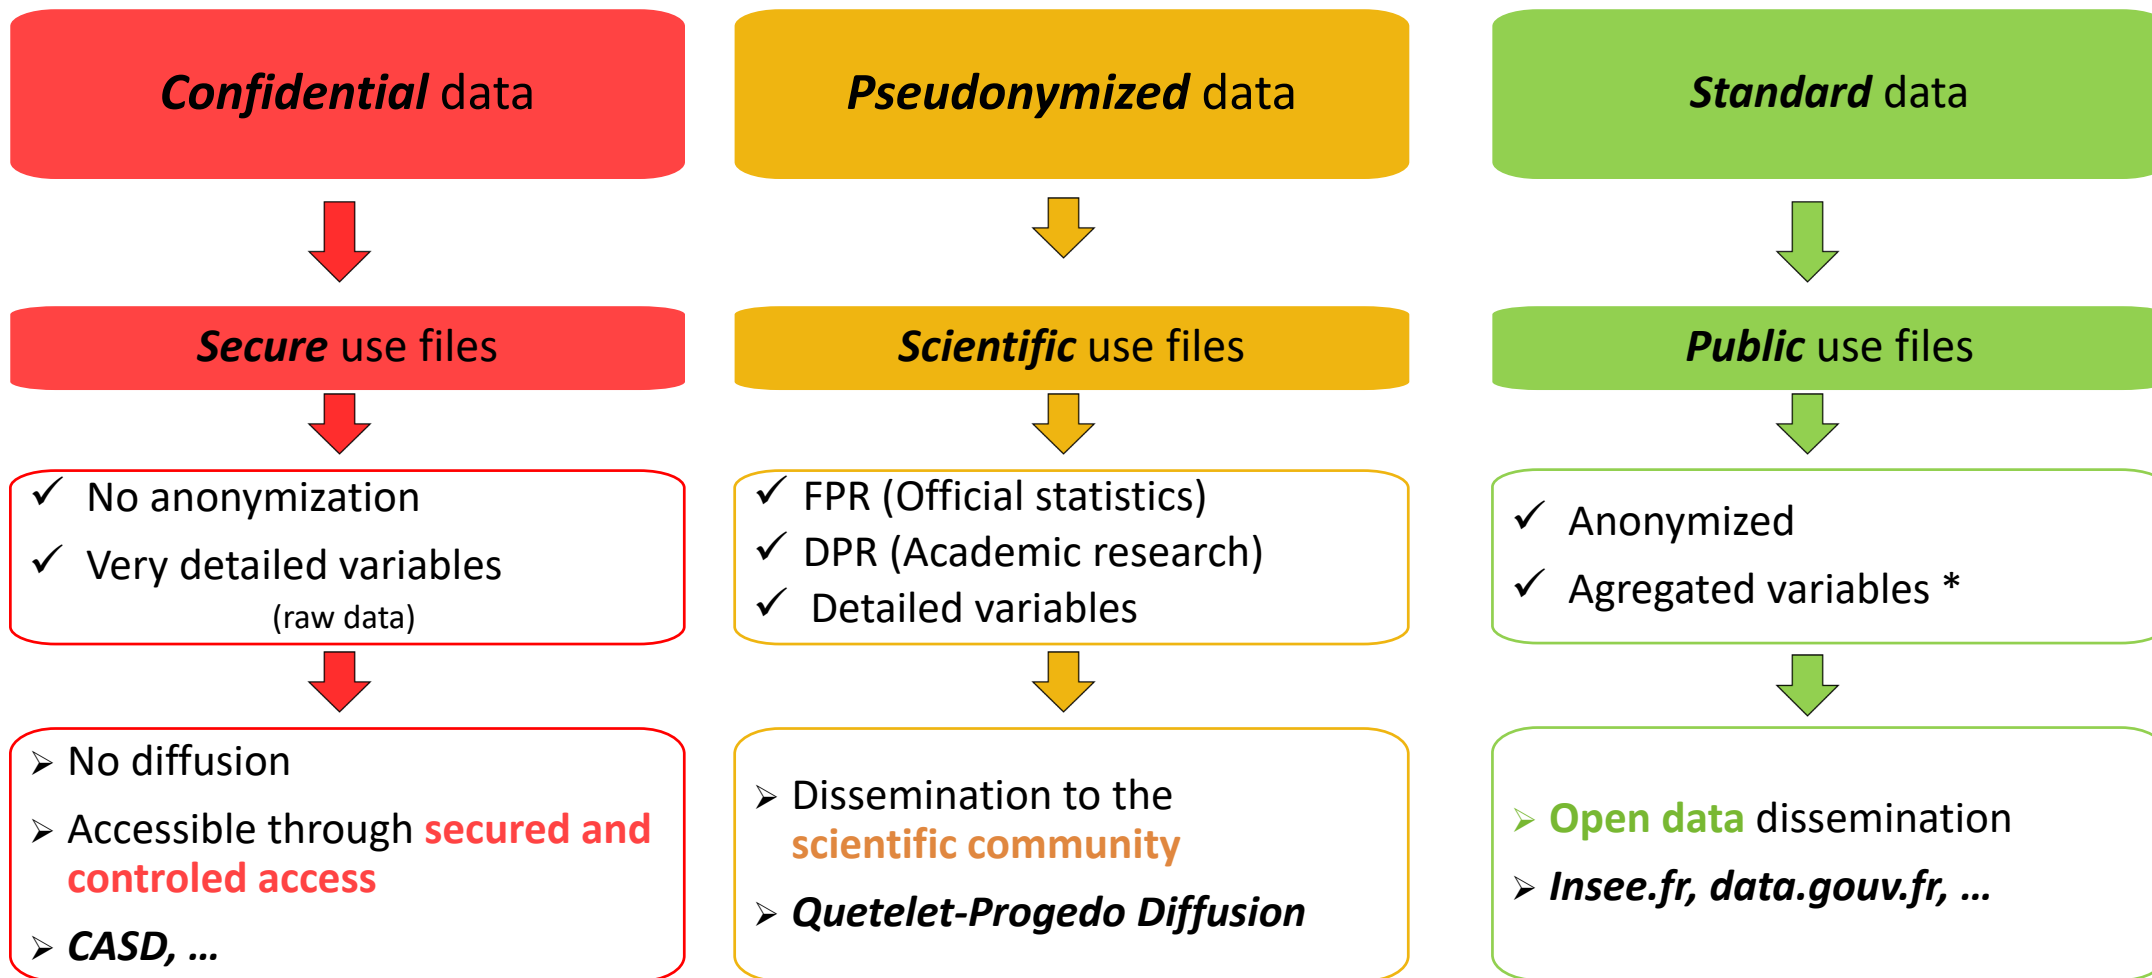 Confidential data
Secure use files
✓ No anonymization
✓ Very detailed variables
(raw data)
➢ No diffusion
➢ Accessible through secured and
controled access
➢ CASD, ...
Pseudonymized data
Scientific use files
✓ FPR (Official statistics)
✓ DPR (Academic research)
✓ Detailed variables
➢ Dissemination to the
scientific community
➢ Quetelet-Progedo Diffusion
Standard data
Public use files
✓ Anonymized
✓ Agregated variables *
➢ Open data dissemination
➢ Insee.fr, data.gouv.fr, ...